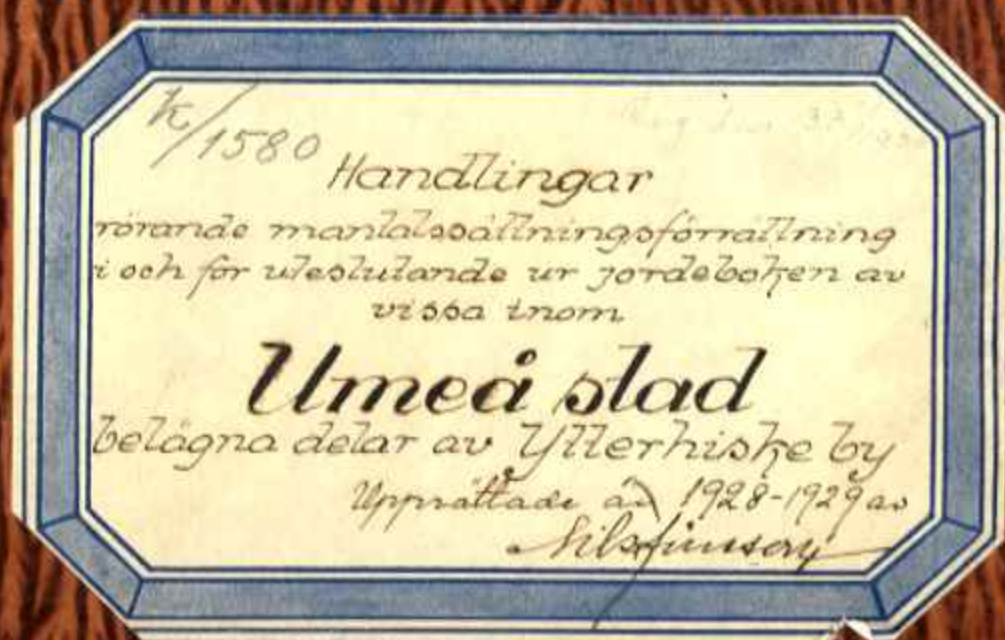 K/1580
Handlingar
rörande mantalssättningsförrättning
i och för uteslutande ur jordeboken av
vissa inom
Umeå stad
belägna delar av Ytterhiske by
Upprättade år 1928-1929 av